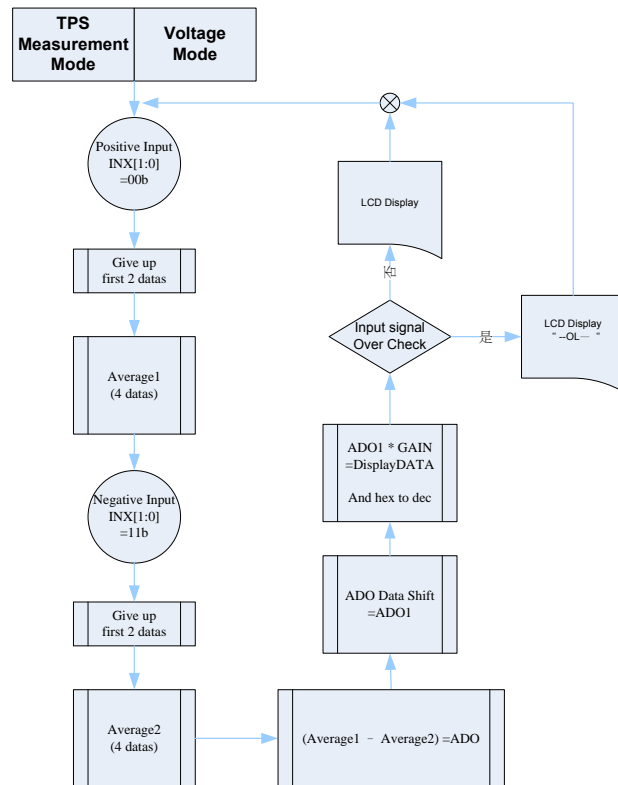 TPS
Measurement
Mode
Voltage
Mode
Positive Input
INX[1:0]
=00b
Give up
first 2 datas
Average1
(4 datas)
Negative Input
INX[1:0]
=11b
Give up
first 2 datas
Average2
(4 datas)
(Average1 - Average2) =ADO
ADO Data Shift
=ADO1
ADO1 * GAIN
=DisplayDATA
And hex to dec
Input signal
Over Check
否
LCD Display
是
LCD Display
" --OL— "